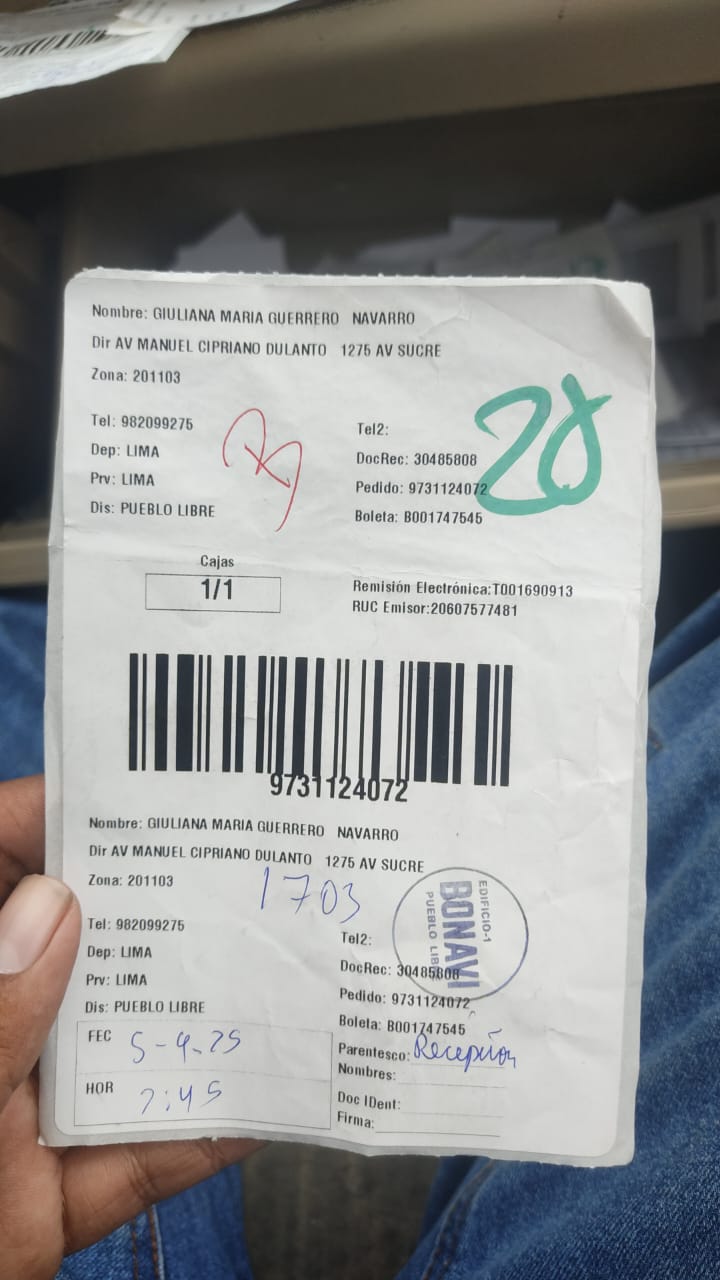 Nombre: GIULIANA MARIA GUERRERO NAVARRO
Dir AV MANUEL CIPRIANO DULANTO 1275 AV SUCRE
Zona: 201103
28
Tel: 982099275
Tel2:
Dep: LIMA
DocRec: 30485808
Prv: LIMA
Pedido: 9731124072
Dis: PUEBLO LIBRE
Boleta: B001747545
Cajas
1/1
Remisión Electrónica:T001690913
RUC Emisor:20607577481
9731124072
Nombre: GIULIANA MARIA GUERRERO NAVARRO
Dir AV MANUEL CIPRIANO DULANTO 1275 AV SUCRE
Zona: 201103
1703
EDIFICIO-1
BONAVI
PUEBLO LIB
Tel: 982099275
Tel2:
Dep: LIMA
DocRec: 30485808
Prv: LIMA
Pedido: 9731124072
Dis: PUEBLO LIBRE
Boleta: B001747545
FEC 5-4-25
Parentesco: Recepción
Nombres:
HOR 7:45
Doc IDent:
Firma: